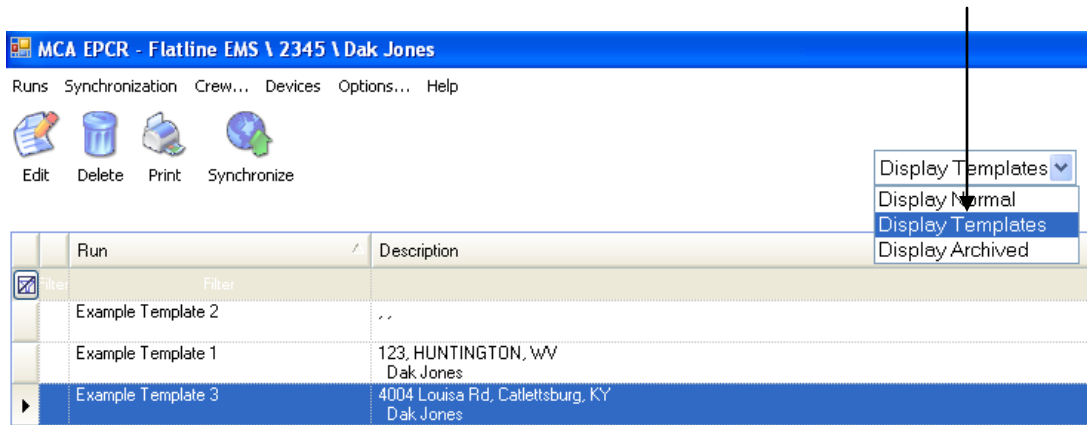 MCA EPCR - Flatline EMS \ 2345 \ Dak Jones
Runs Synchronization Crew... Devices Options... Help
Edit Delete Print Synchronize
Display Templates
Display Normal
Display Templates
Display Archived
Run Description
Filter Filter
Example Template 2 , ,
Example Template 1 123, HUNTINGTON, WV
Dak Jones
Example Template 3 4004 Louisa Rd, Catlettsburg, KY
Dak Jones